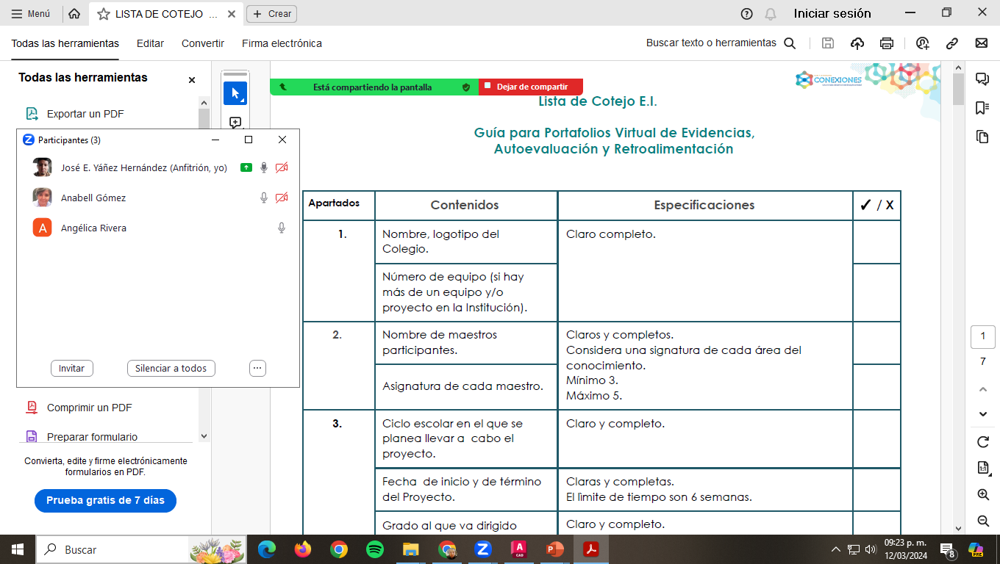 Menú
LISTA DE COTEJO ...
Crear
Iniciar sesión
Todas las herramientas
Editar
Convertir
Firma electrónica
Buscar texto o herramientas
Todas las herramientas
Exportar un PDF
Participantes (3)
José E. Yáñez Hernández (Anfitrión, yo)
Anabell Gómez
A
Angélica Rivera
Invitar
Silenciar a todos
...
Comprimir un PDF
Preparar formulario
Convierta, edite y firme electrónicamente
formularios en PDF.
Prueba gratis de 7 días
Está compartiendo la pantalla
Dejar de compartir
CONEXIONES
Lista de Cotejo E.I.
Guía para Portafolios Virtual de Evidencias,
Autoevaluación y Retroalimentación
Apartados
Contenidos
Especificaciones
✓ / X
1.
Nombre, logotipo del
Colegio.
Claro completo.
Número de equipo (si hay
más de un equipo y/o
proyecto en la Institución).
2.
Nombre de maestros
participantes.
Claros y completos.
Considera una signatura de cada área del
conocimiento.
Mínimo 3.
Máximo 5.
Asignatura de cada maestro.
3.
Ciclo escolar en el que se
planea llevar a cabo el
proyecto.
Claro y completo.
Fecha de inicio y de término
del Proyecto.
Claras y completas.
El límite de tiempo son 6 semanas.
Grado al que va dirigido
Claro y completo.
1
7
1:1
Buscar
A
CAD
09:23 p. m.
12/03/2024
8
PRE